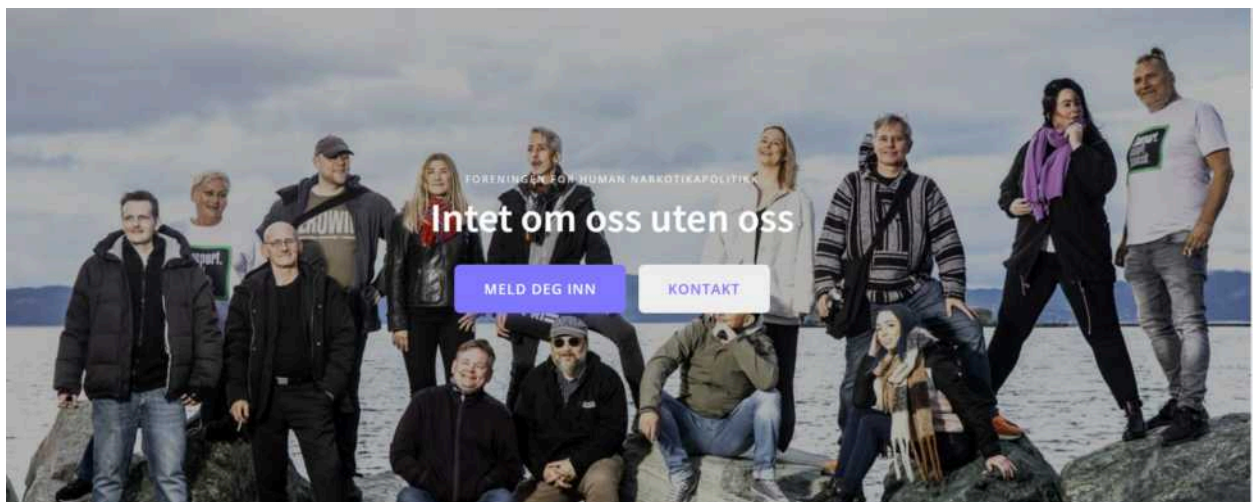 FORENINGEN FOR HUMAN NARKOTIKAPOLITIKK
Intet om oss uten oss
MELD DEG INN
KONTAKT